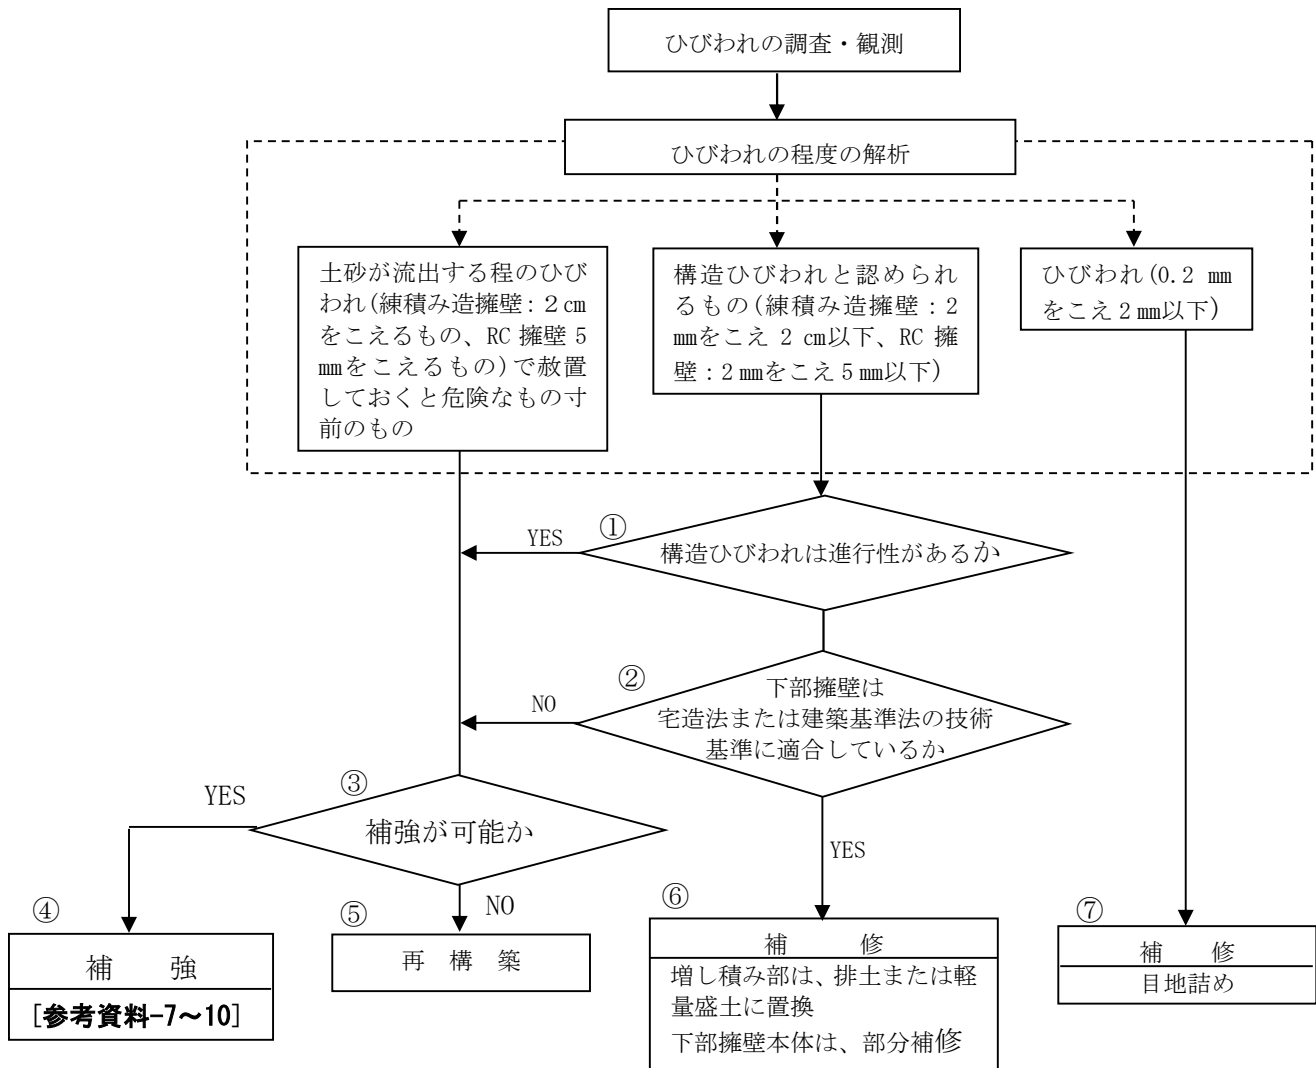 ひびわれの調査・観測
ひびわれの程度の解析
土砂が流出する程のひび
われ(練積み造擁壁:２cm
をこえるもの、RC 擁壁 5
㎜をこえるもの)で赦置
しておくと危険なもの寸
前のもの
構造ひびわれと認められ
るもの(練積み造擁壁：2
㎜をこえ 2 ㎝以下、RC 擁
壁：2㎜をこえ5㎜以下)
ひびわれ(0.2 ㎜
をこえ2㎜以下)
①
YES
構造ひびわれは進行性があるか
②
NO
下部擁壁は
宅造法または建築基準法の技術
基準に適合しているか
③
YES
補強が可能か
NO
YES
④
補　　強
[参考資料-7～10]
⑤
再　構　築
⑥
補　　修
増し積み部は、排土または軽
量盛土に置換
下部擁壁本体は、部分補修
⑦
補　　修
目地詰め